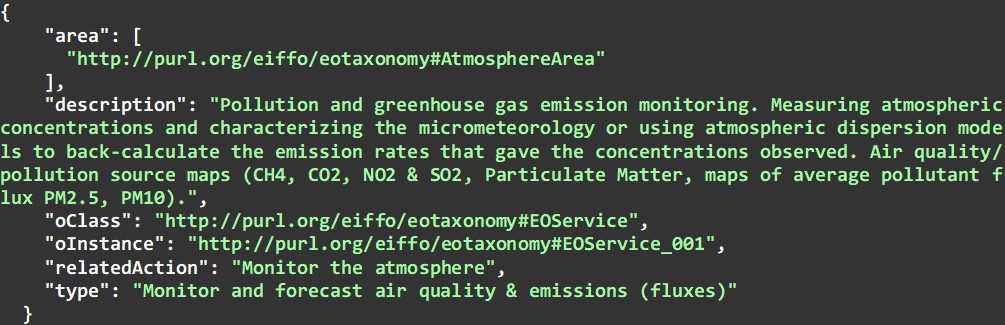 {
    "area": [
      "http://purl.org/eiffo/eotaxonomy#AtmosphereArea"
    ],
    "description": "Pollution and greenhouse gas emission monitoring. Measuring atmospheric
concentrations and characterizing the micrometeorology or using atmospheric dispersion mode
ls to back-calculate the emission rates that gave the concentrations observed. Air quality/
pollution source maps (CH4, CO2, NO2 & SO2, Particulate Matter, maps of average pollutant f
lux PM2.5, PM10).",
    "oClass": "http://purl.org/eiffo/eotaxonomy#EOService",
    "oInstance": "http://purl.org/eiffo/eotaxonomy#EOService_001",
    "relatedAction": "Monitor the atmosphere",
    "type": "Monitor and forecast air quality & emissions (fluxes)"
  }